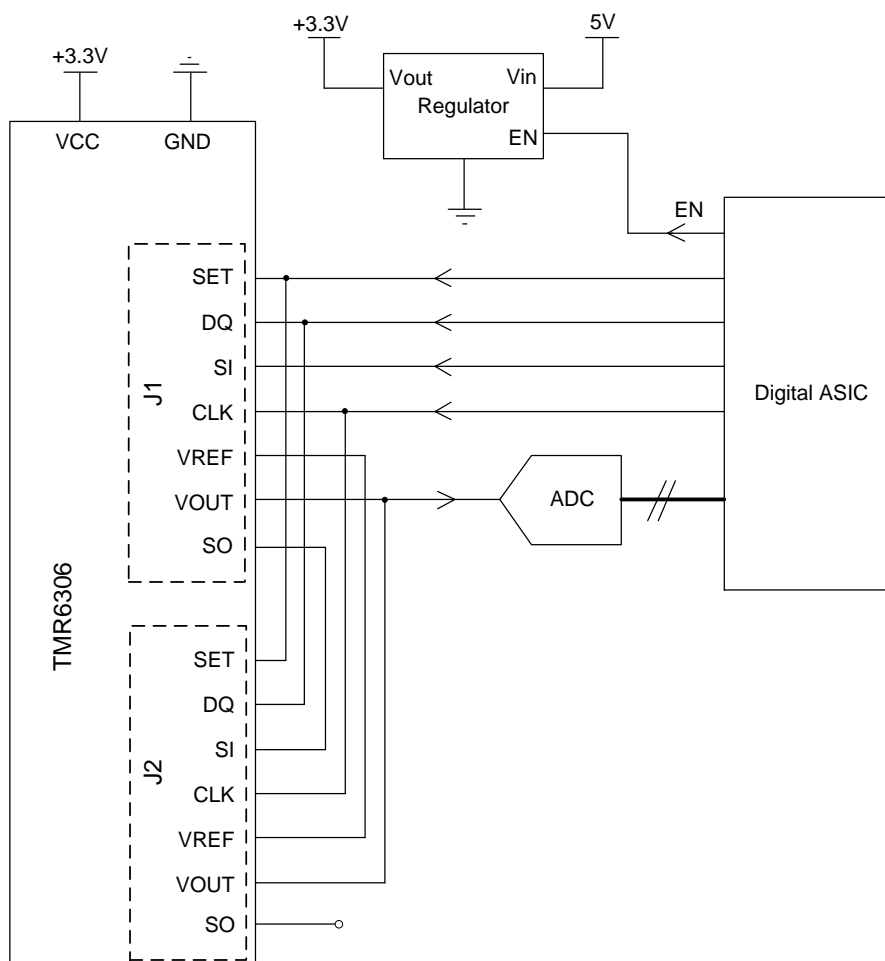 +3.3V
+3.3V
5V
Vout
Vin
Regulator
EN
VCC
GND
EN
TMR6306
J1
SET
DQ
SI
CLK
VREF
VOUT
SO
Digital ASIC
ADC
J2
SET
DQ
SI
CLK
VREF
VOUT
SO